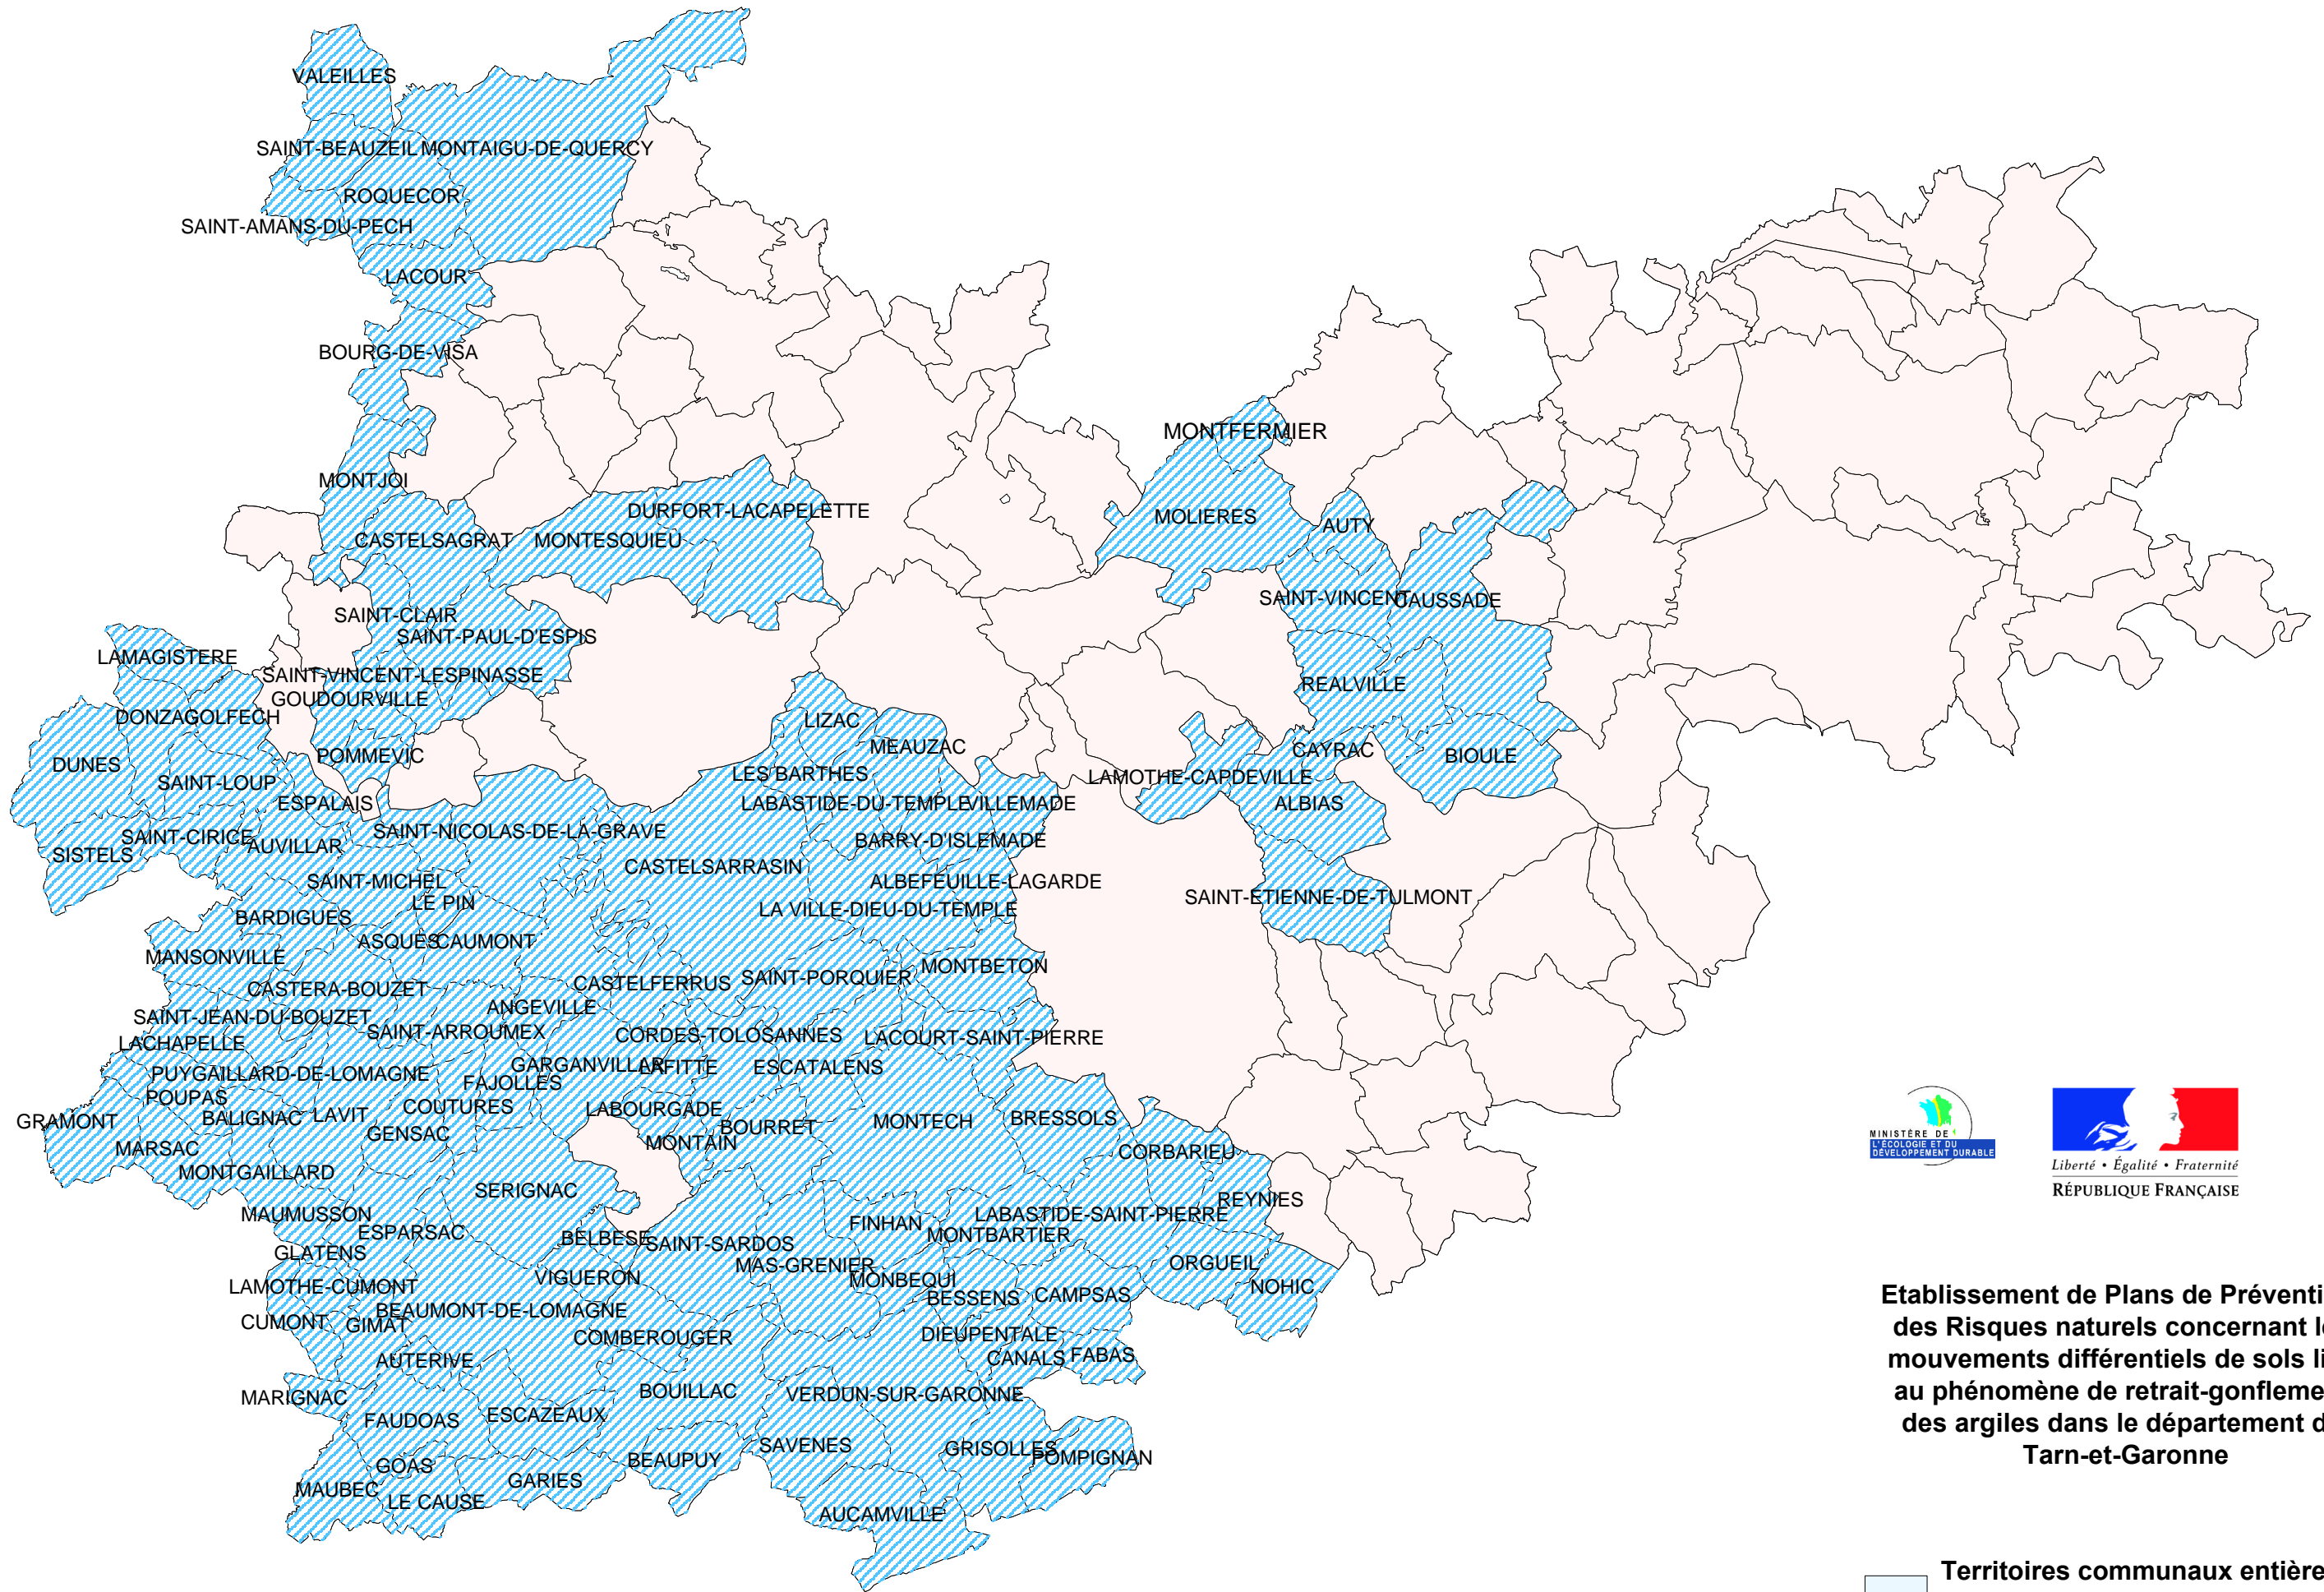 VALEILLES
SAINT-BEAUZEIL
MONTAIGU-DE-QUERCY
ROQUECOR
SAINT-AMANS-DU-PECH
LACOUR
BOURG-DE-VISA
MONTFERMIER
MONTJOI
DURFORT-LACAPELETTE
MOLIERES
AUTY
CASTELSAGRAT
MONTESQUIEU
SAINT-VINCENT
CAUSSADE
SAINT-CLAIR
SAINT-PAUL-D'ESPIS
LAMAGISTERE
SAINT-VINCENT-LESPINASSE
REALVILLE
GOUDOURVILLE
DONZA
GOLFECH
LIZAC
MEAUZAC
CAYRAC
BIOULE
POMMEVIC
DUNES
LES BARTHES
LAMOTHE-CAPDEVILLE
SAINT-LOUP
ESPALAIS
LABASTIDE-DU-TEMPLE
VILLEMADE
ALBIAS
SAINT-NICOLAS-DE-LA-GRAVE
SAINT-CIRICE
AUVILLAR
BARRY-D'ISLEMADE
SISTELS
CASTELSARRASIN
SAINT-MICHEL
ALBEFEUILLE-LAGARDE
SAINT-ETIENNE-DE-TULMONT
LE PIN
LA VILLE-DIEU-DU-TEMPLE
BARDIGUES
ASQUES
CAUMONT
MANSONVILLE
MONTBETON
SAINT-PORQUIER
CASTELFERRUS
CASTERA-BOUZET
ANGEVILLE
SAINT-JEAN-DU-BOUZET
SAINT-ARROUMEX
CORDES-TOLOSANNES
LACOURT-SAINT-PIERRE
LACHAPELLE
GARGANVILLAR
LAFITTE
ESCATALENS
PUYGAILLARD-DE-LOMAGNE
FAJOLLES
POUPAS
COUTURES
LABOURGADE
GRAMONT
BALIGNAC
LAVIT
BOURRET
MONTECH
BRESSOLS
GENSAC
MARSAC
MONTAIN
CORBARIEU
MONTGAILLARD
SERIGNAC
REYNIES
MAUMUSSON
LABASTIDE-SAINT-PIERRE
FINHAN
ESPARSAC
MONTBARTIER
BELBESE
SAINT-SARDOS
GLATENS
MAS-GRENIER
ORGUEIL
VIGUERON
MONBEQUI
NOHIC
LAMOTHE-CUMONT
BESSENS
CAMPSAS
BEAUMONT-DE-LOMAGNE
CUMONT
GIMAT
COMBEROUGER
DIEUPENTALE
AUTERIVE
CANALS
FABAS
BOUILLAC
VERDUN-SUR-GARONNE
MARIGNAC
ESCAZEAUX
FAUDOAS
SAVENES
GRISOLLES
POMPIGNAN
BEAUPUY
GOAS
GARIES
MAUBEC
LE CAUSE
AUCAMVILLE
MINISTÈRE DE
L'ÉCOLOGIE ET DU
DÉVELOPPEMENT DURABLE
Liberté • Égalité • Fraternité
RÉPUBLIQUE FRANÇAISE
Etablissement de Plans de Préventi
des Risques naturels concernant l
mouvements différentiels de sols li
au phénomène de retrait-gonfleme
des argiles dans le département d
Tarn-et-Garonne
Territoires communaux entière